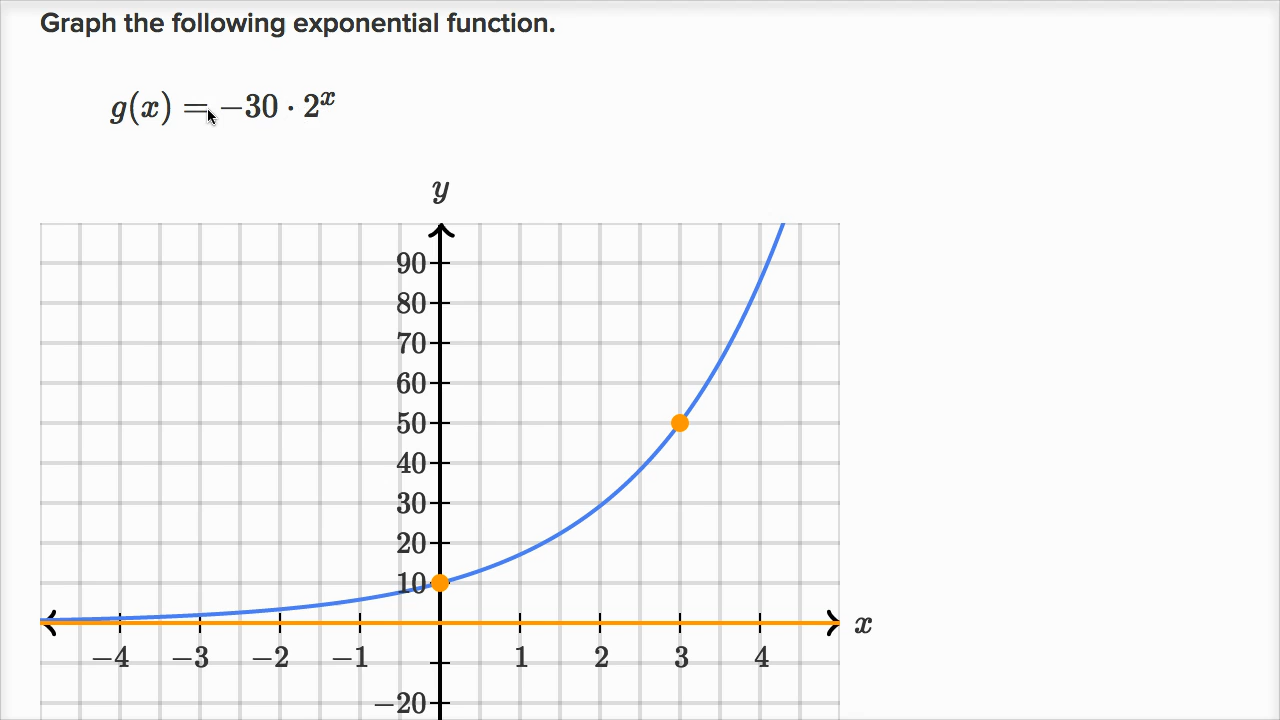 Graph the following exponential function.
g(x) = −30 · 2^x
y
90
80
70
60
50
40
30
20
10
x
−4 −3 −2 −1 1 2 3 4
−20